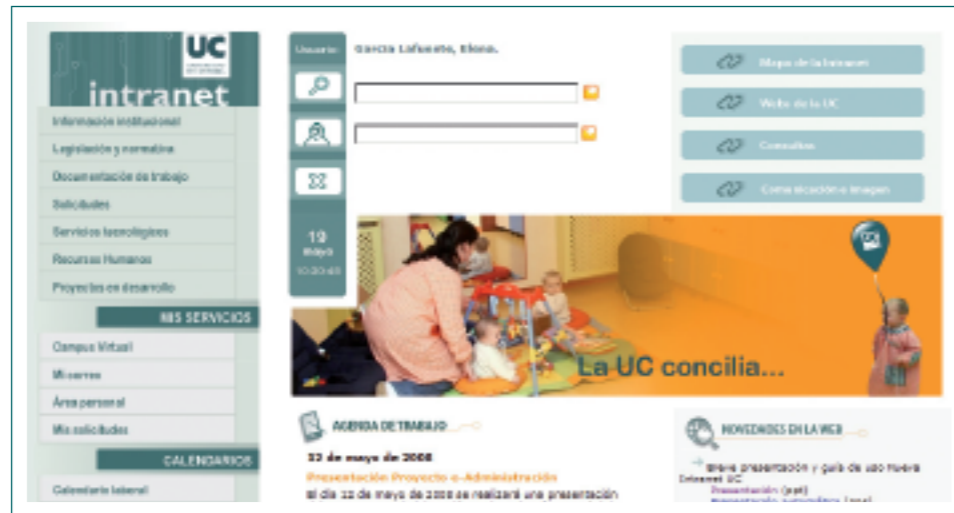 UC
intranet
Información institucional
Legislación y normativa
Documentación de trabajo
Solicitudes
Servicios tecnológicos
Recursos Humanos
Proyectos en desarrollo
MIS SERVICIOS
Campus Virtual
Mi correo
Área personal
Mis solicitudes
CALENDARIOS
Calendario laboral
Usuario:
García Lafuente, Elena.
19
mayo
Mapa de la Intranet
Webs de la UC
Consultas
Comunicación e Imagen
La UC concilia...
AGENDA DE TRABAJO
12 de mayo de 2008
Presentación Proyecto e-Administración
El día 12 de mayo de 2008 se realizará una presentación
NOVEDADES EN LA WEB
Breve presentación y guía de uso Nueva
Intranet UC
Presentación (ppt)